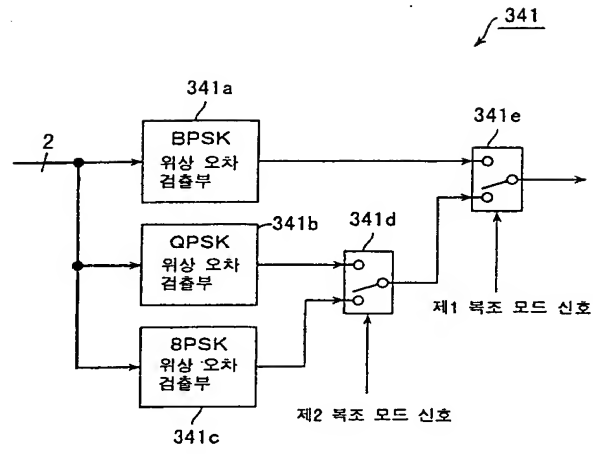 341
341a
2
BPSK
위상 오차
검출부
341e
341b
341d
QPSK
위상 오차
검출부
제1 복조 모드 신호
8PSK
위상 오차
검출부
제2 복조 모드 신호
341c